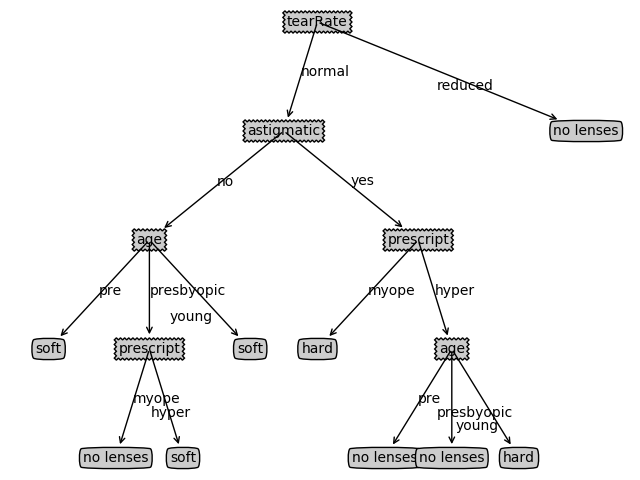 tearRate
normal
reduced
astigmatic
no lenses
no
yes
age
prescript
pre
presbyopic
myope
hyper
young
soft
prescript
soft
hard
age
myope
pre
hyper
presbyopic
young
no lenses
soft
no lenses
no lenses
hard